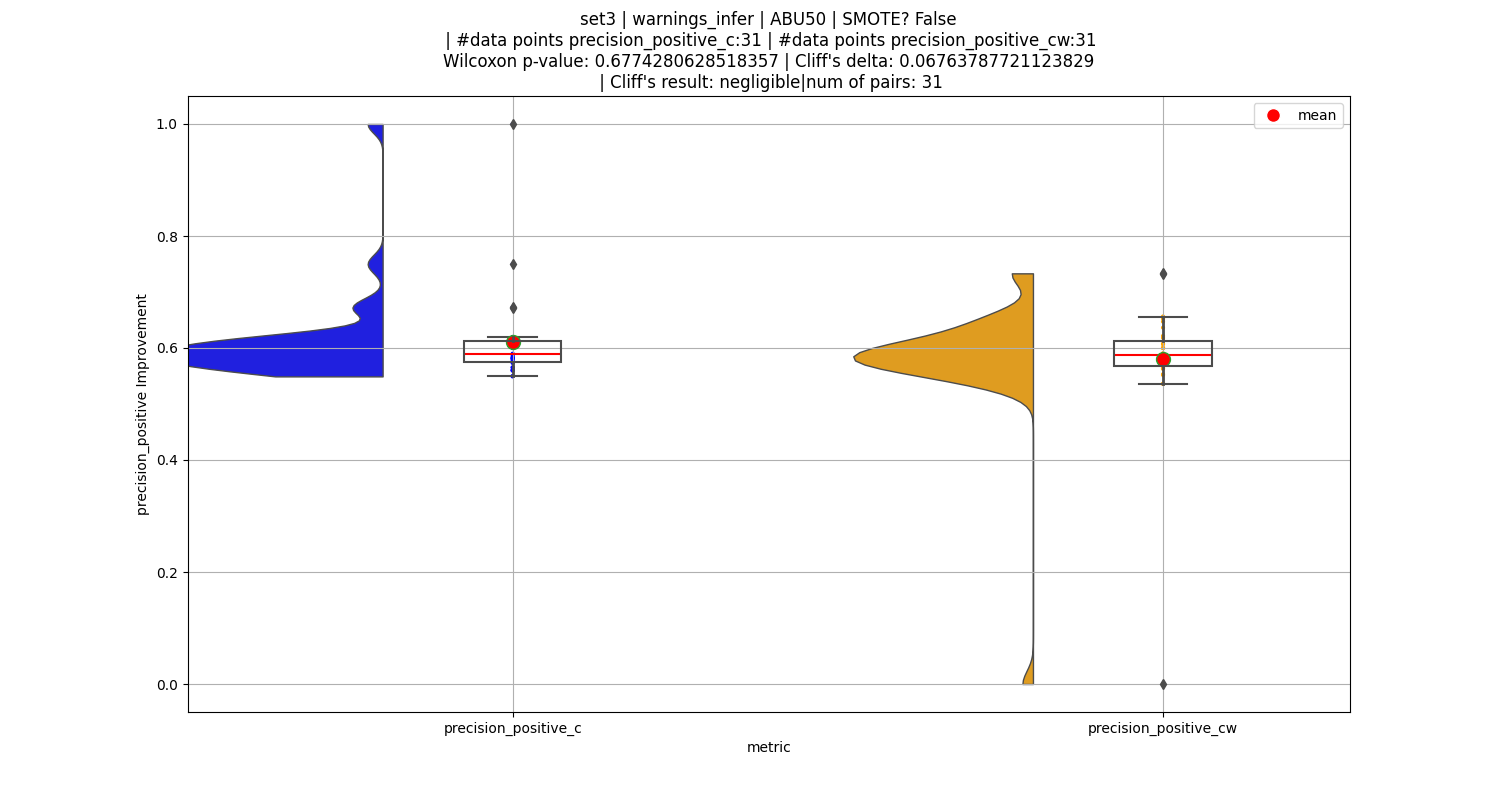 set3 | warnings_infer | ABU50 | SMOTE? False
| #data points precision_positive_c:31 | #data points precision_positive_cw:31
Wilcoxon p-value: 0.6774280628518357 | Cliff's delta: 0.06763787721123829
| Cliff's result: negligible|num of pairs: 31
mean
1.0
0.8
0.6
0.4
0.2
0.0
precision_positive Improvement
precision_positive_c
precision_positive_cw
metric